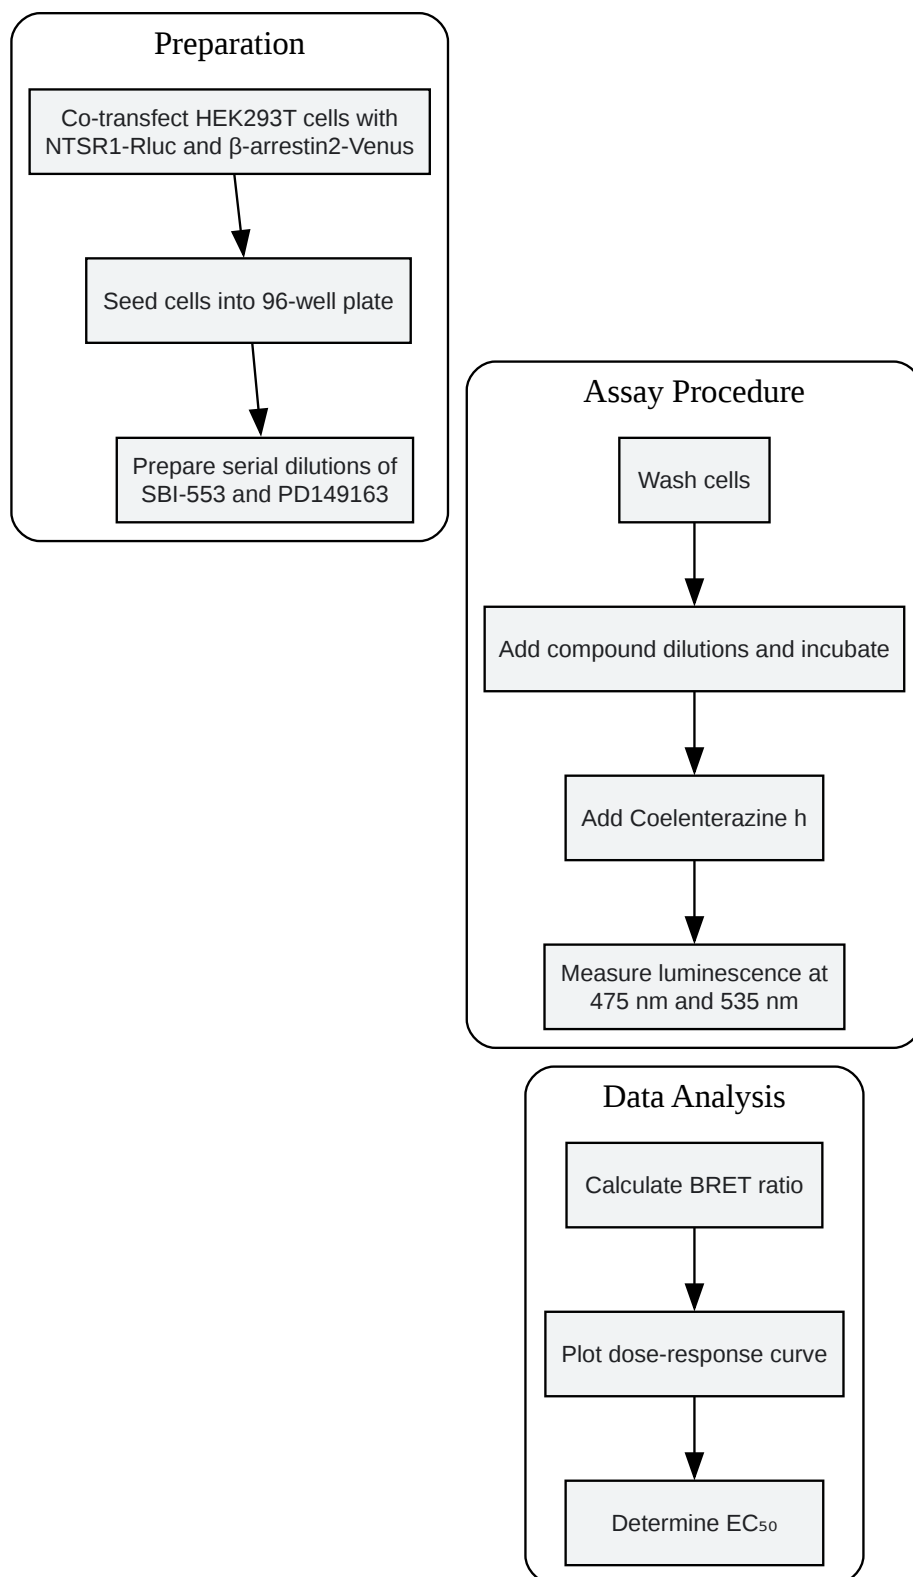 Preparation
Co-transfect HEK293T cells with
NTSR1-Rluc and β-arrestin2-Venus
Seed cells into 96-well plate
Prepare serial dilutions of
SBI-553 and PD149163
Assay Procedure
Wash cells
Add compound dilutions and incubate
Add Coelenterazine h
Measure luminescence at
475 nm and 535 nm
Data Analysis
Calculate BRET ratio
Plot dose-response curve
Determine EC₅₀